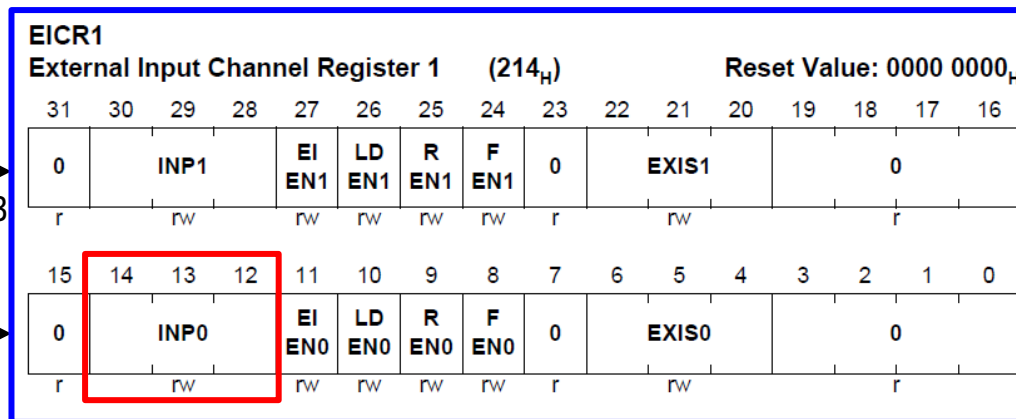 EICR1
External Input Channel Register 1 (214H) Reset Value: 0000 0000H
31 30 29 28 27 26 25 24 23 22 21 20 19 18 17 16
0 INP1 EI EN1 LD EN1 R EN1 F EN1 0 EXIS1 0
3
r rw rw rw rw rw r rw r
15 14 13 12 11 10 9 8 7 6 5 4 3 2 1 0
0 INP0 EI EN0 LD EN0 R EN0 F EN0 0 EXIS0 0
r rw rw rw rw rw r rw r